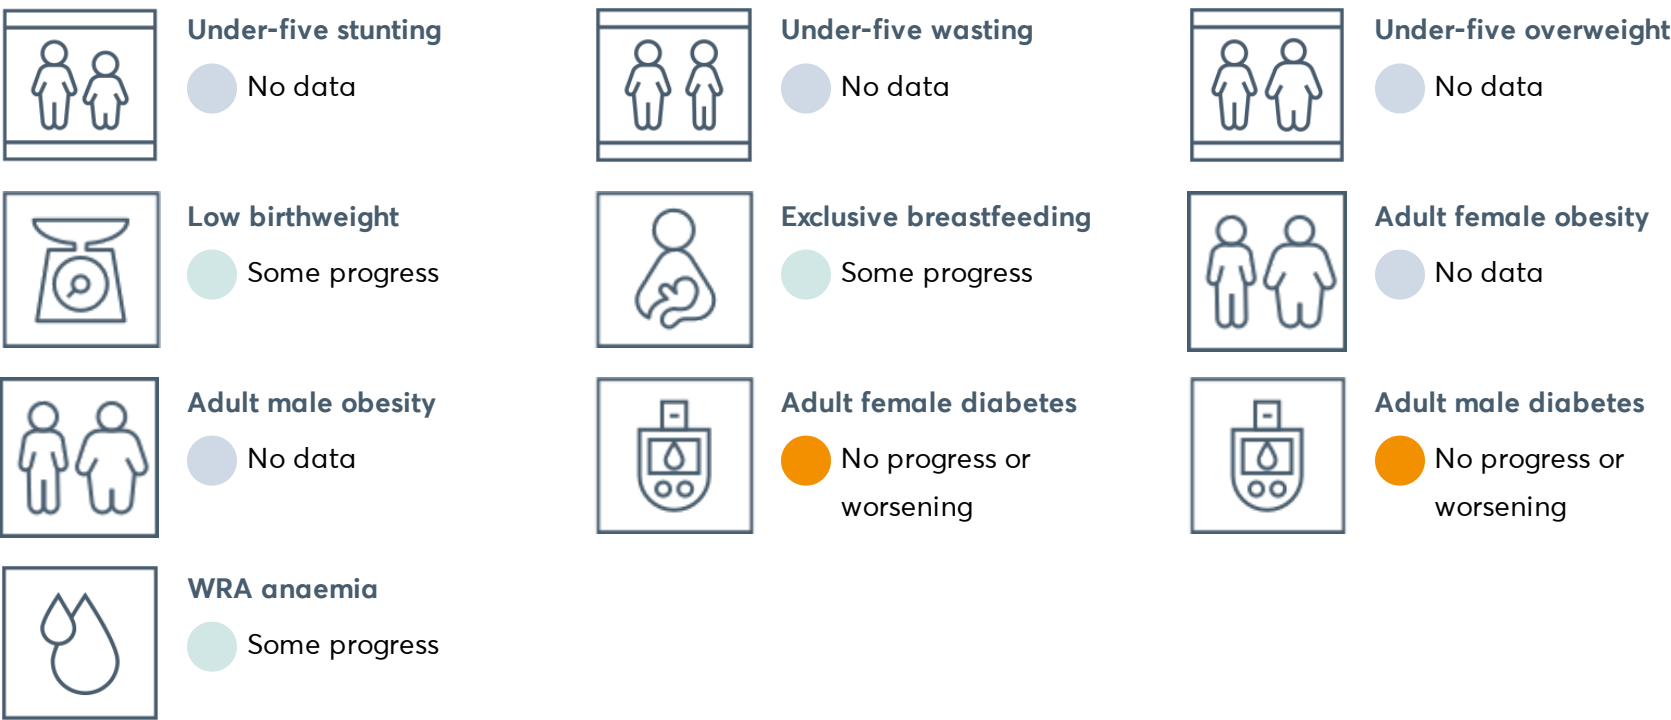 Under-five stunting
No data
Under-five wasting
No data
Under-five overweight
No data
Low birthweight
Some progress
Exclusive breastfeeding
Some progress
Adult female obesity
No data
Adult male obesity
No data
Adult female diabetes
No progress or
worsening
Adult male diabetes
No progress or
worsening
WRA anaemia
Some progress